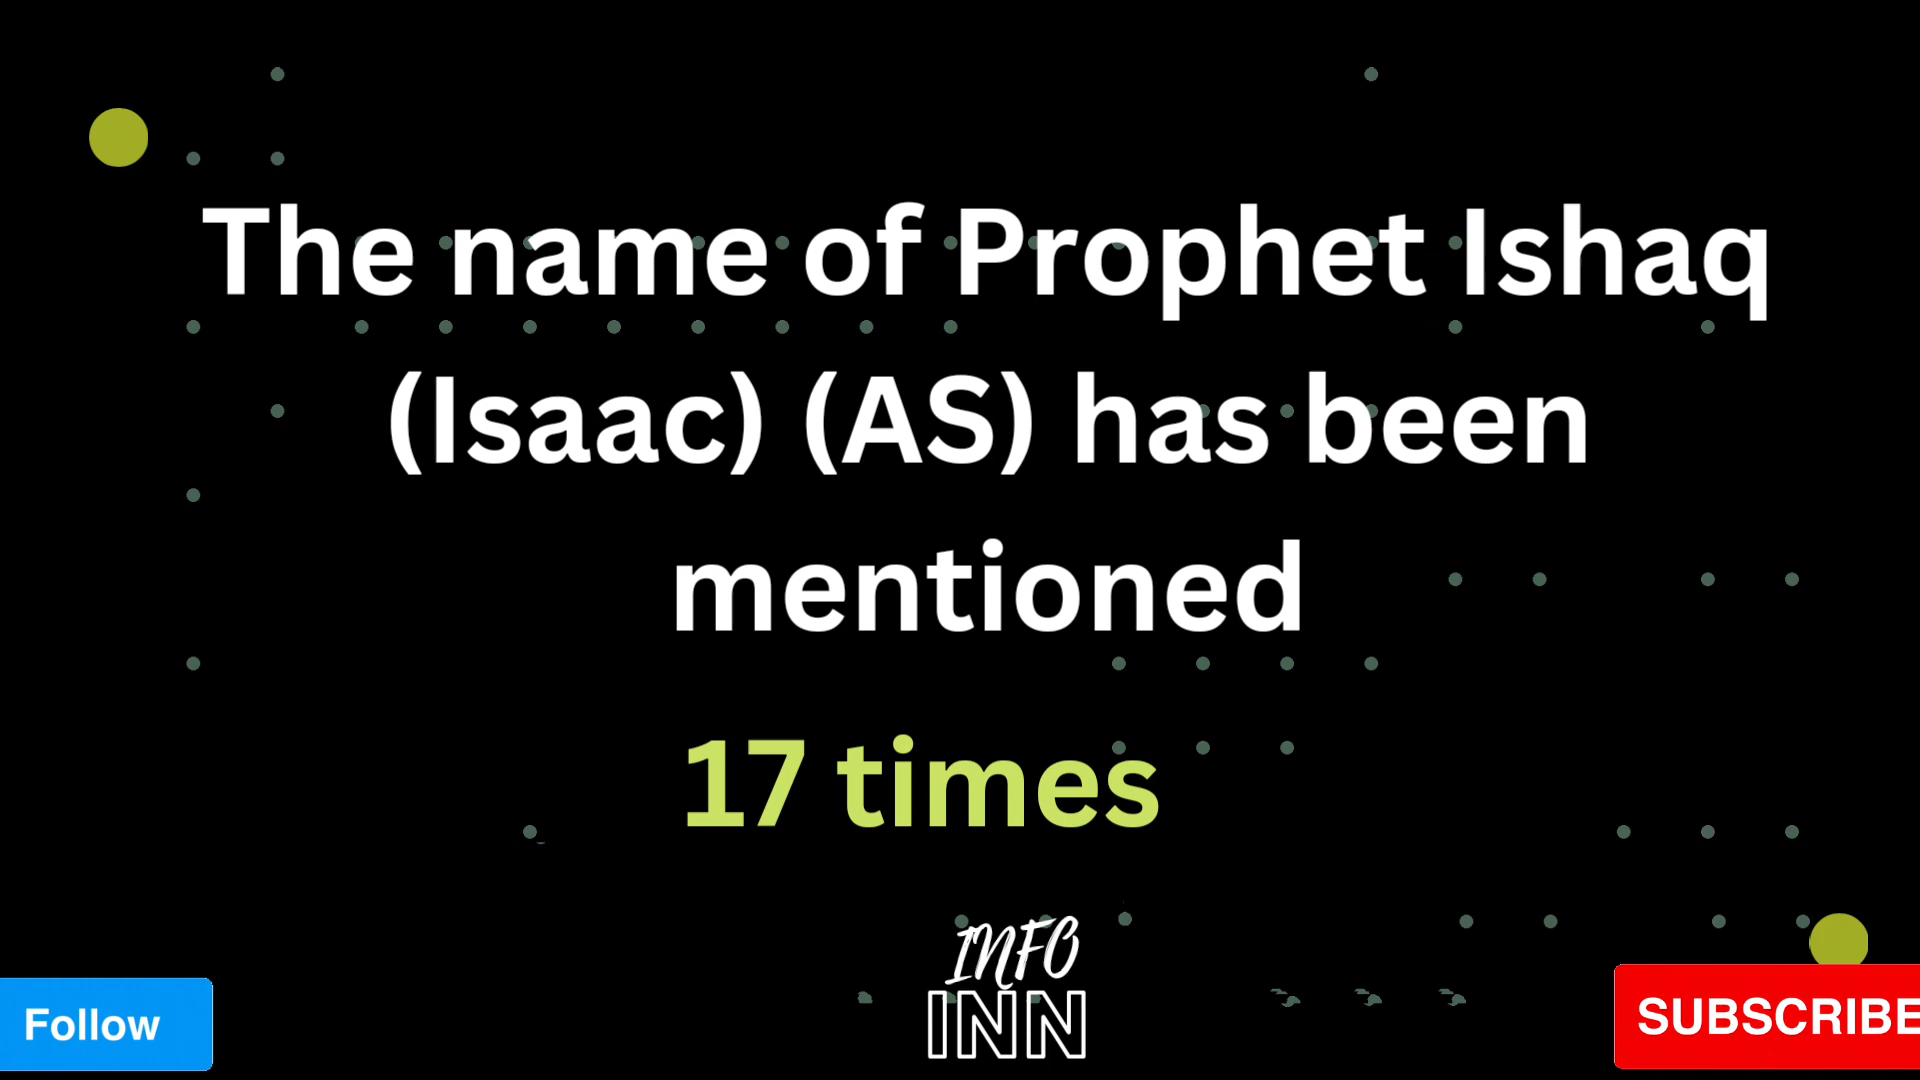 The name of Prophet Ishaq
(Isaac) (AS) has been
mentioned
17 times
INFO
INN
Follow
SUBSCRIBE